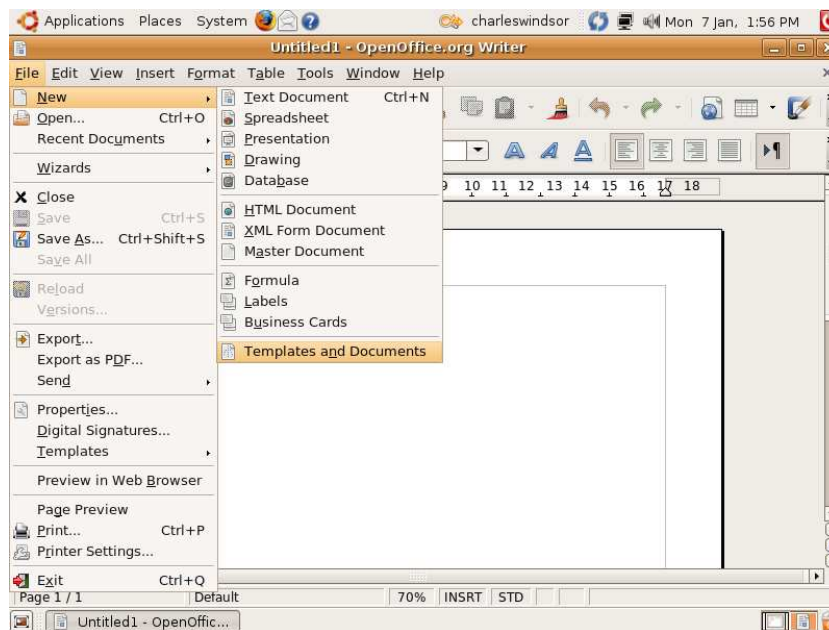 Applications Places System charleswindsor Mon 7 Jan, 1:56 PM
Untitled1 - OpenOffice.org Writer
File Edit View Insert Format Table Tools Window Help
New
Open... Ctrl+O
Recent Documents
Wizards
Close
Save Ctrl+S
Save As... Ctrl+Shift+S
Save All
Reload
Versions...
Export...
Export as PDF...
Send
Properties...
Digital Signatures...
Templates
Preview in Web Browser
Page Preview
Print... Ctrl+P
Printer Settings...
Exit Ctrl+Q
Text Document Ctrl+N
Spreadsheet
Presentation
Drawing
Database
HTML Document
XML Form Document
Master Document
Formula
Labels
Business Cards
Templates and Documents
10 11 12 13 14 15 16 17 18
Page 1 / 1 Default 70% INSRT STD
Untitled1 - OpenOffic...